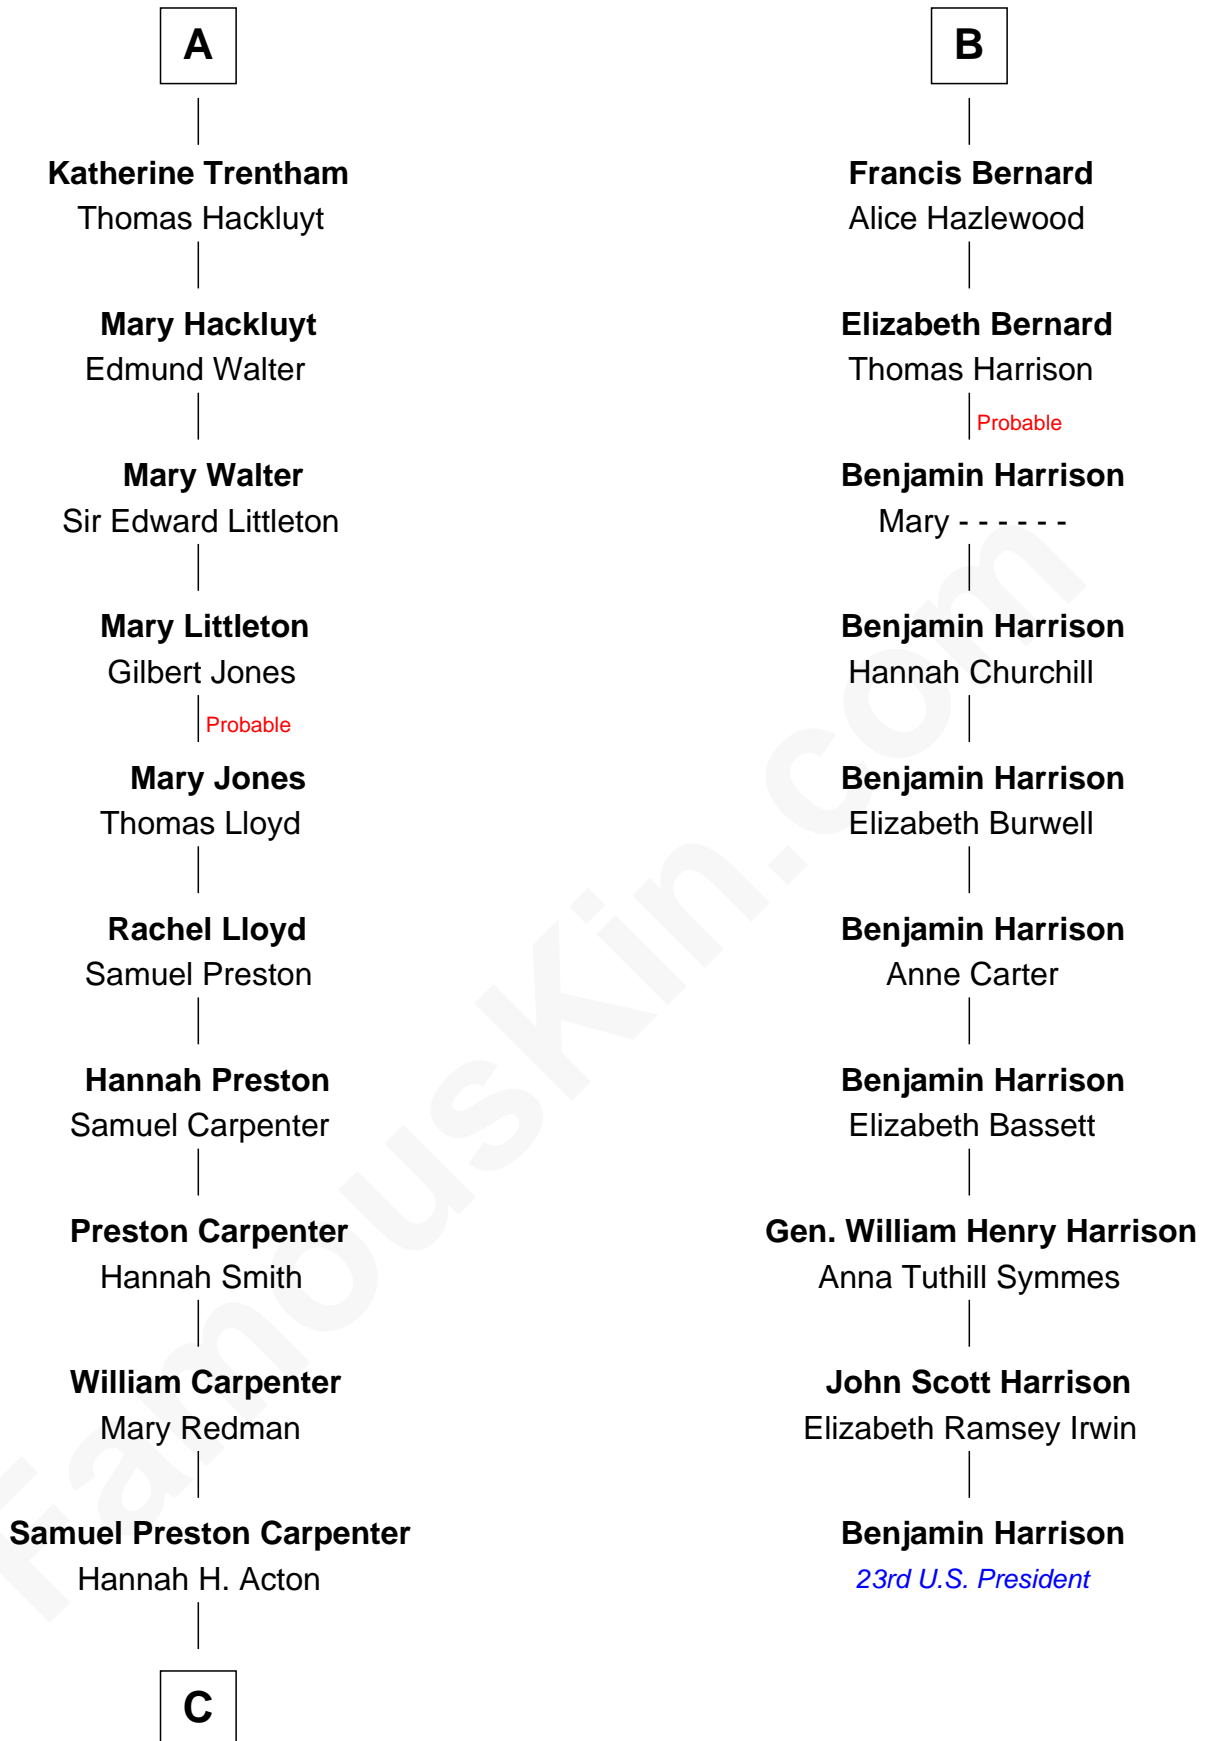 A
Katherine Trentham
Thomas Hackluyt
Mary Hackluyt
Edmund Walter
Mary Walter
Sir Edward Littleton
Mary Littleton
Gilbert Jones
Probable
Mary Jones
Thomas Lloyd
Rachel Lloyd
Samuel Preston
Hannah Preston
Samuel Carpenter
Preston Carpenter
Hannah Smith
William Carpenter
Mary Redman
Samuel Preston Carpenter
Hannah H. Acton
C
B
Francis Bernard
Alice Hazlewood
Elizabeth Bernard
Thomas Harrison
Probable
Benjamin Harrison
Mary - - - - - -
Benjamin Harrison
Hannah Churchill
Benjamin Harrison
Elizabeth Burwell
Benjamin Harrison
Anne Carter
Benjamin Harrison
Elizabeth Bassett
Gen. William Henry Harrison
Anna Tuthill Symmes
John Scott Harrison
Elizabeth Ramsey Irwin
Benjamin Harrison
23rd U.S. President
FamousKin.com